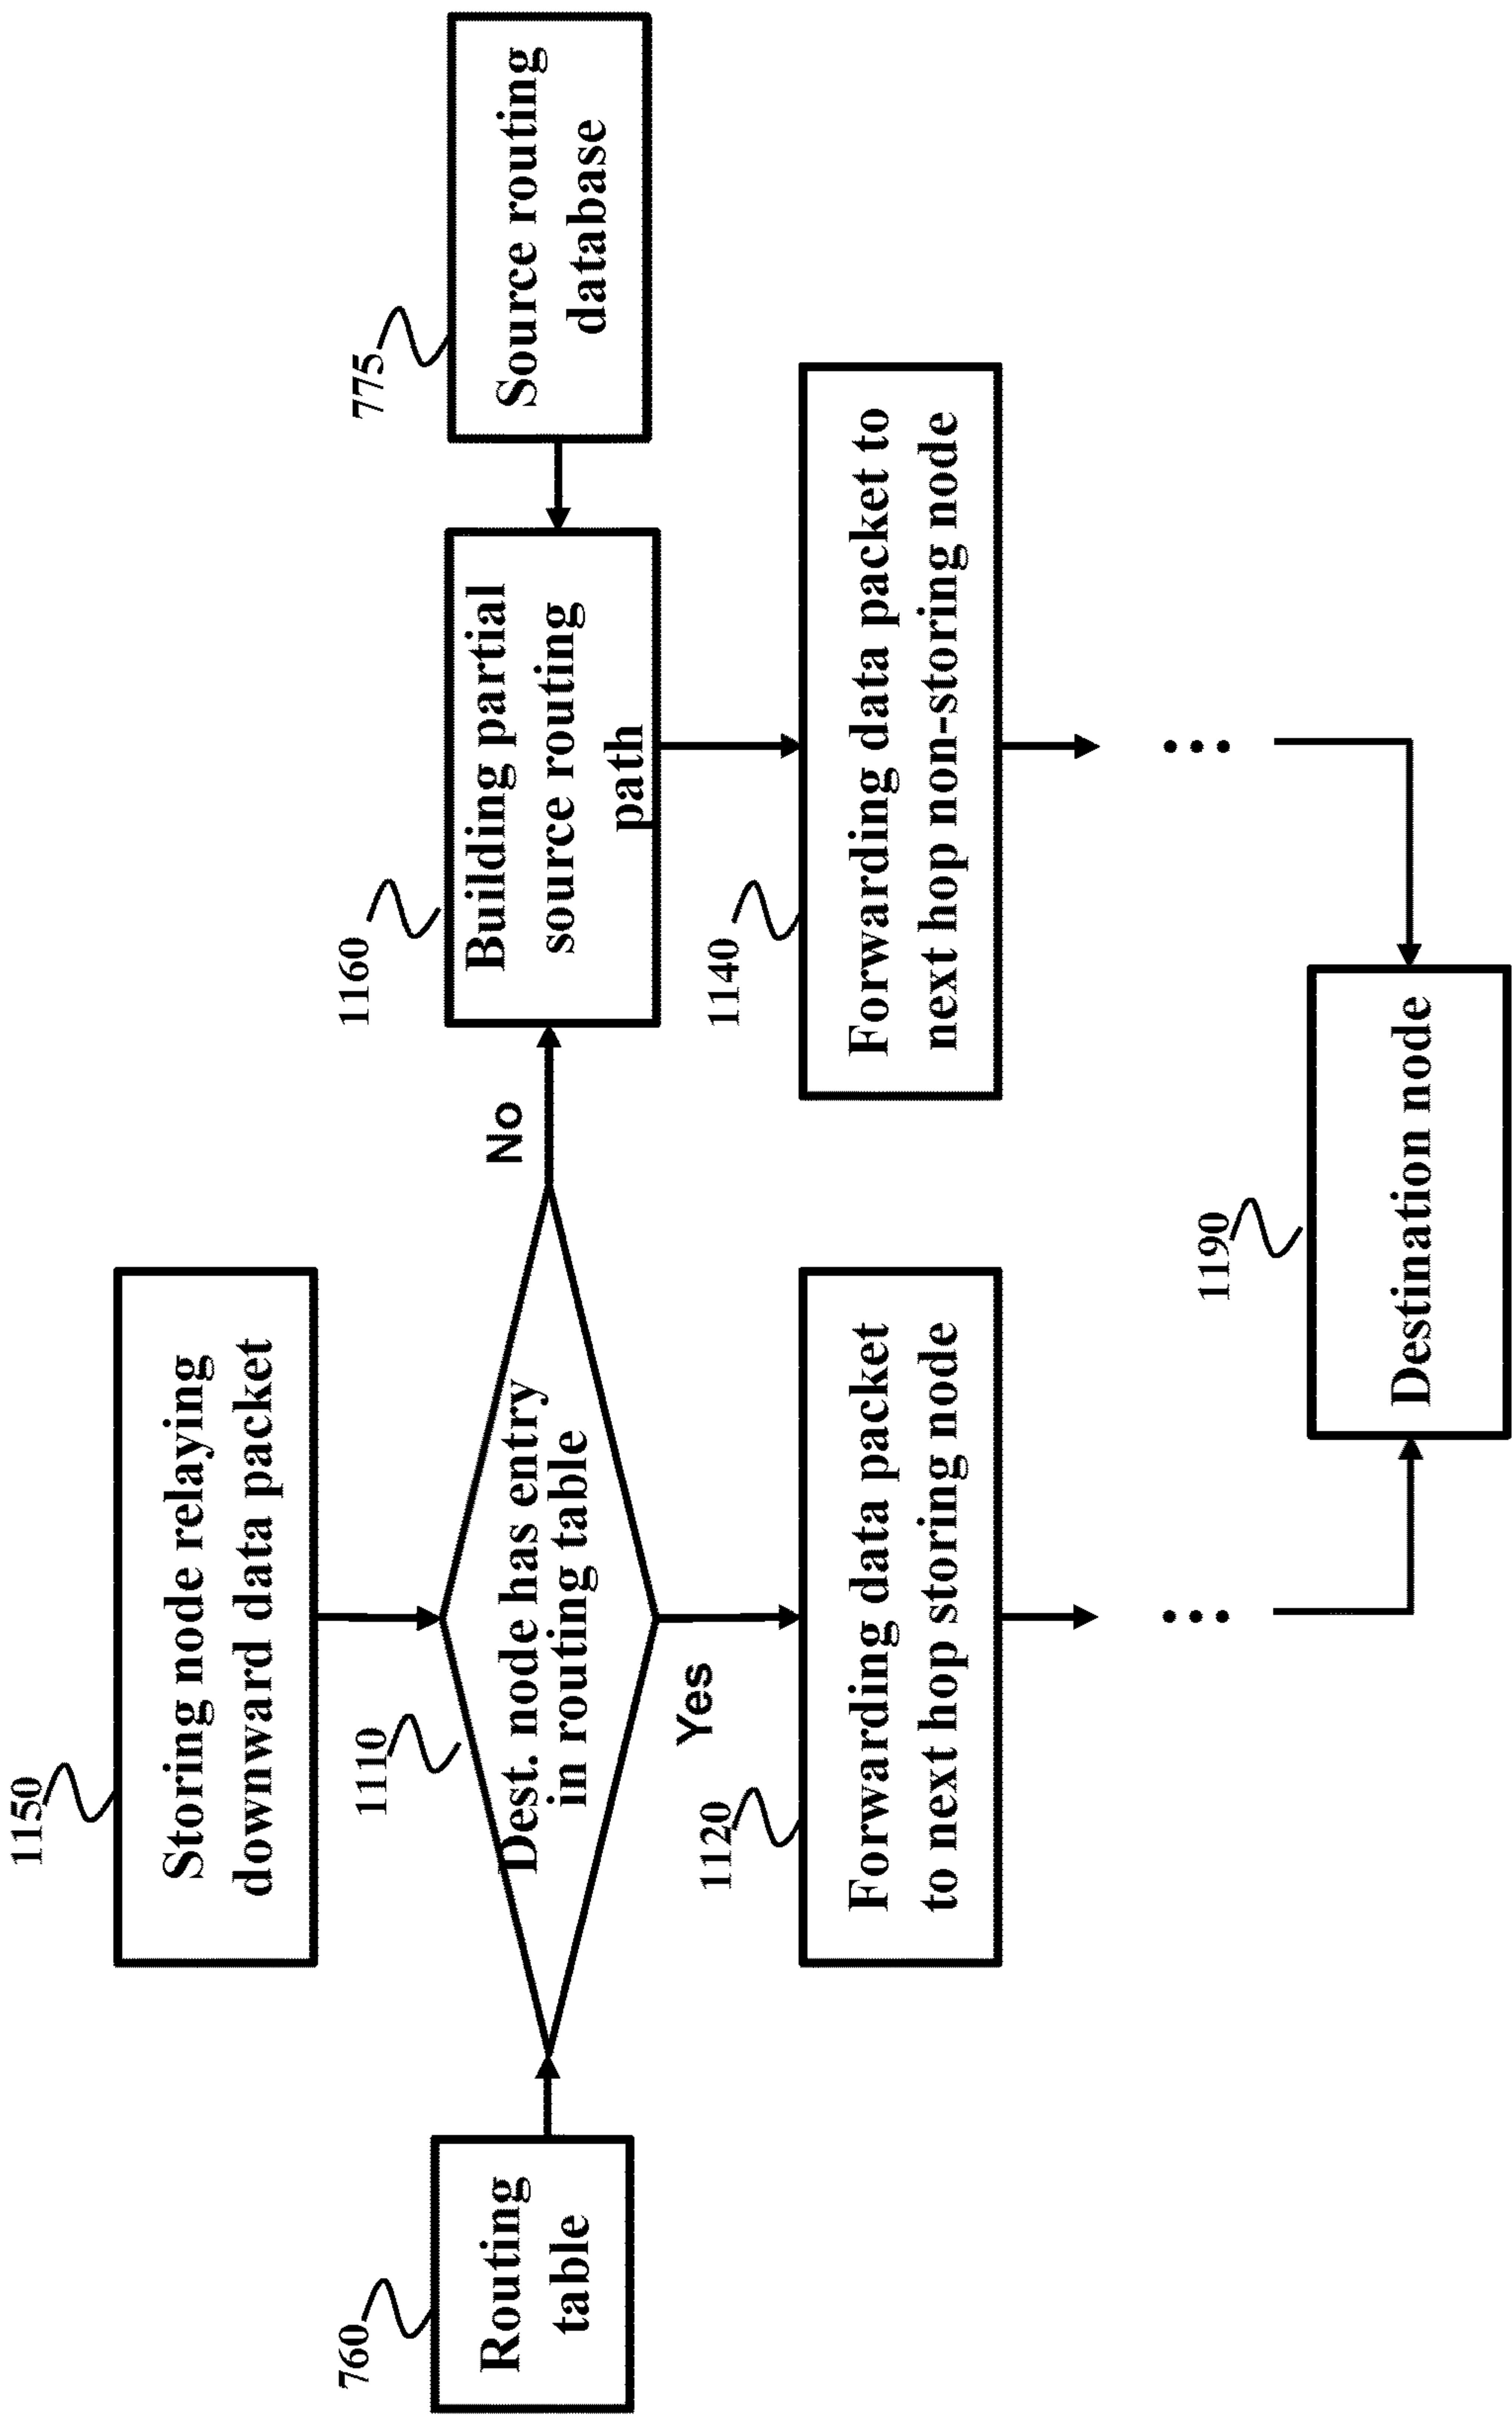 1150
Storing node relaying
downward data packet
760
Routing
table
1110
Dest. node has entry
in routing table
No
1160
Building partial
source routing
path
775
Source routing
database
Yes
1120
Forwarding data packet
to next hop storing node
1140
Forwarding data packet to
next hop non-storing node
...
...
1190
Destination node